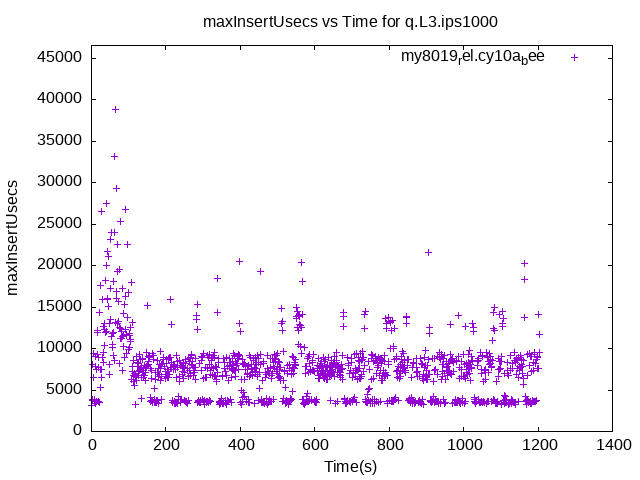 maxInsertUsecs vs Time for q.L3.ips1000
my8019rel.cy10abee
45000
40000
35000
30000
25000
20000
15000
10000
5000
0
maxInsertUsecs
0 200 400 600 800 1000 1200 1400
Time(s)